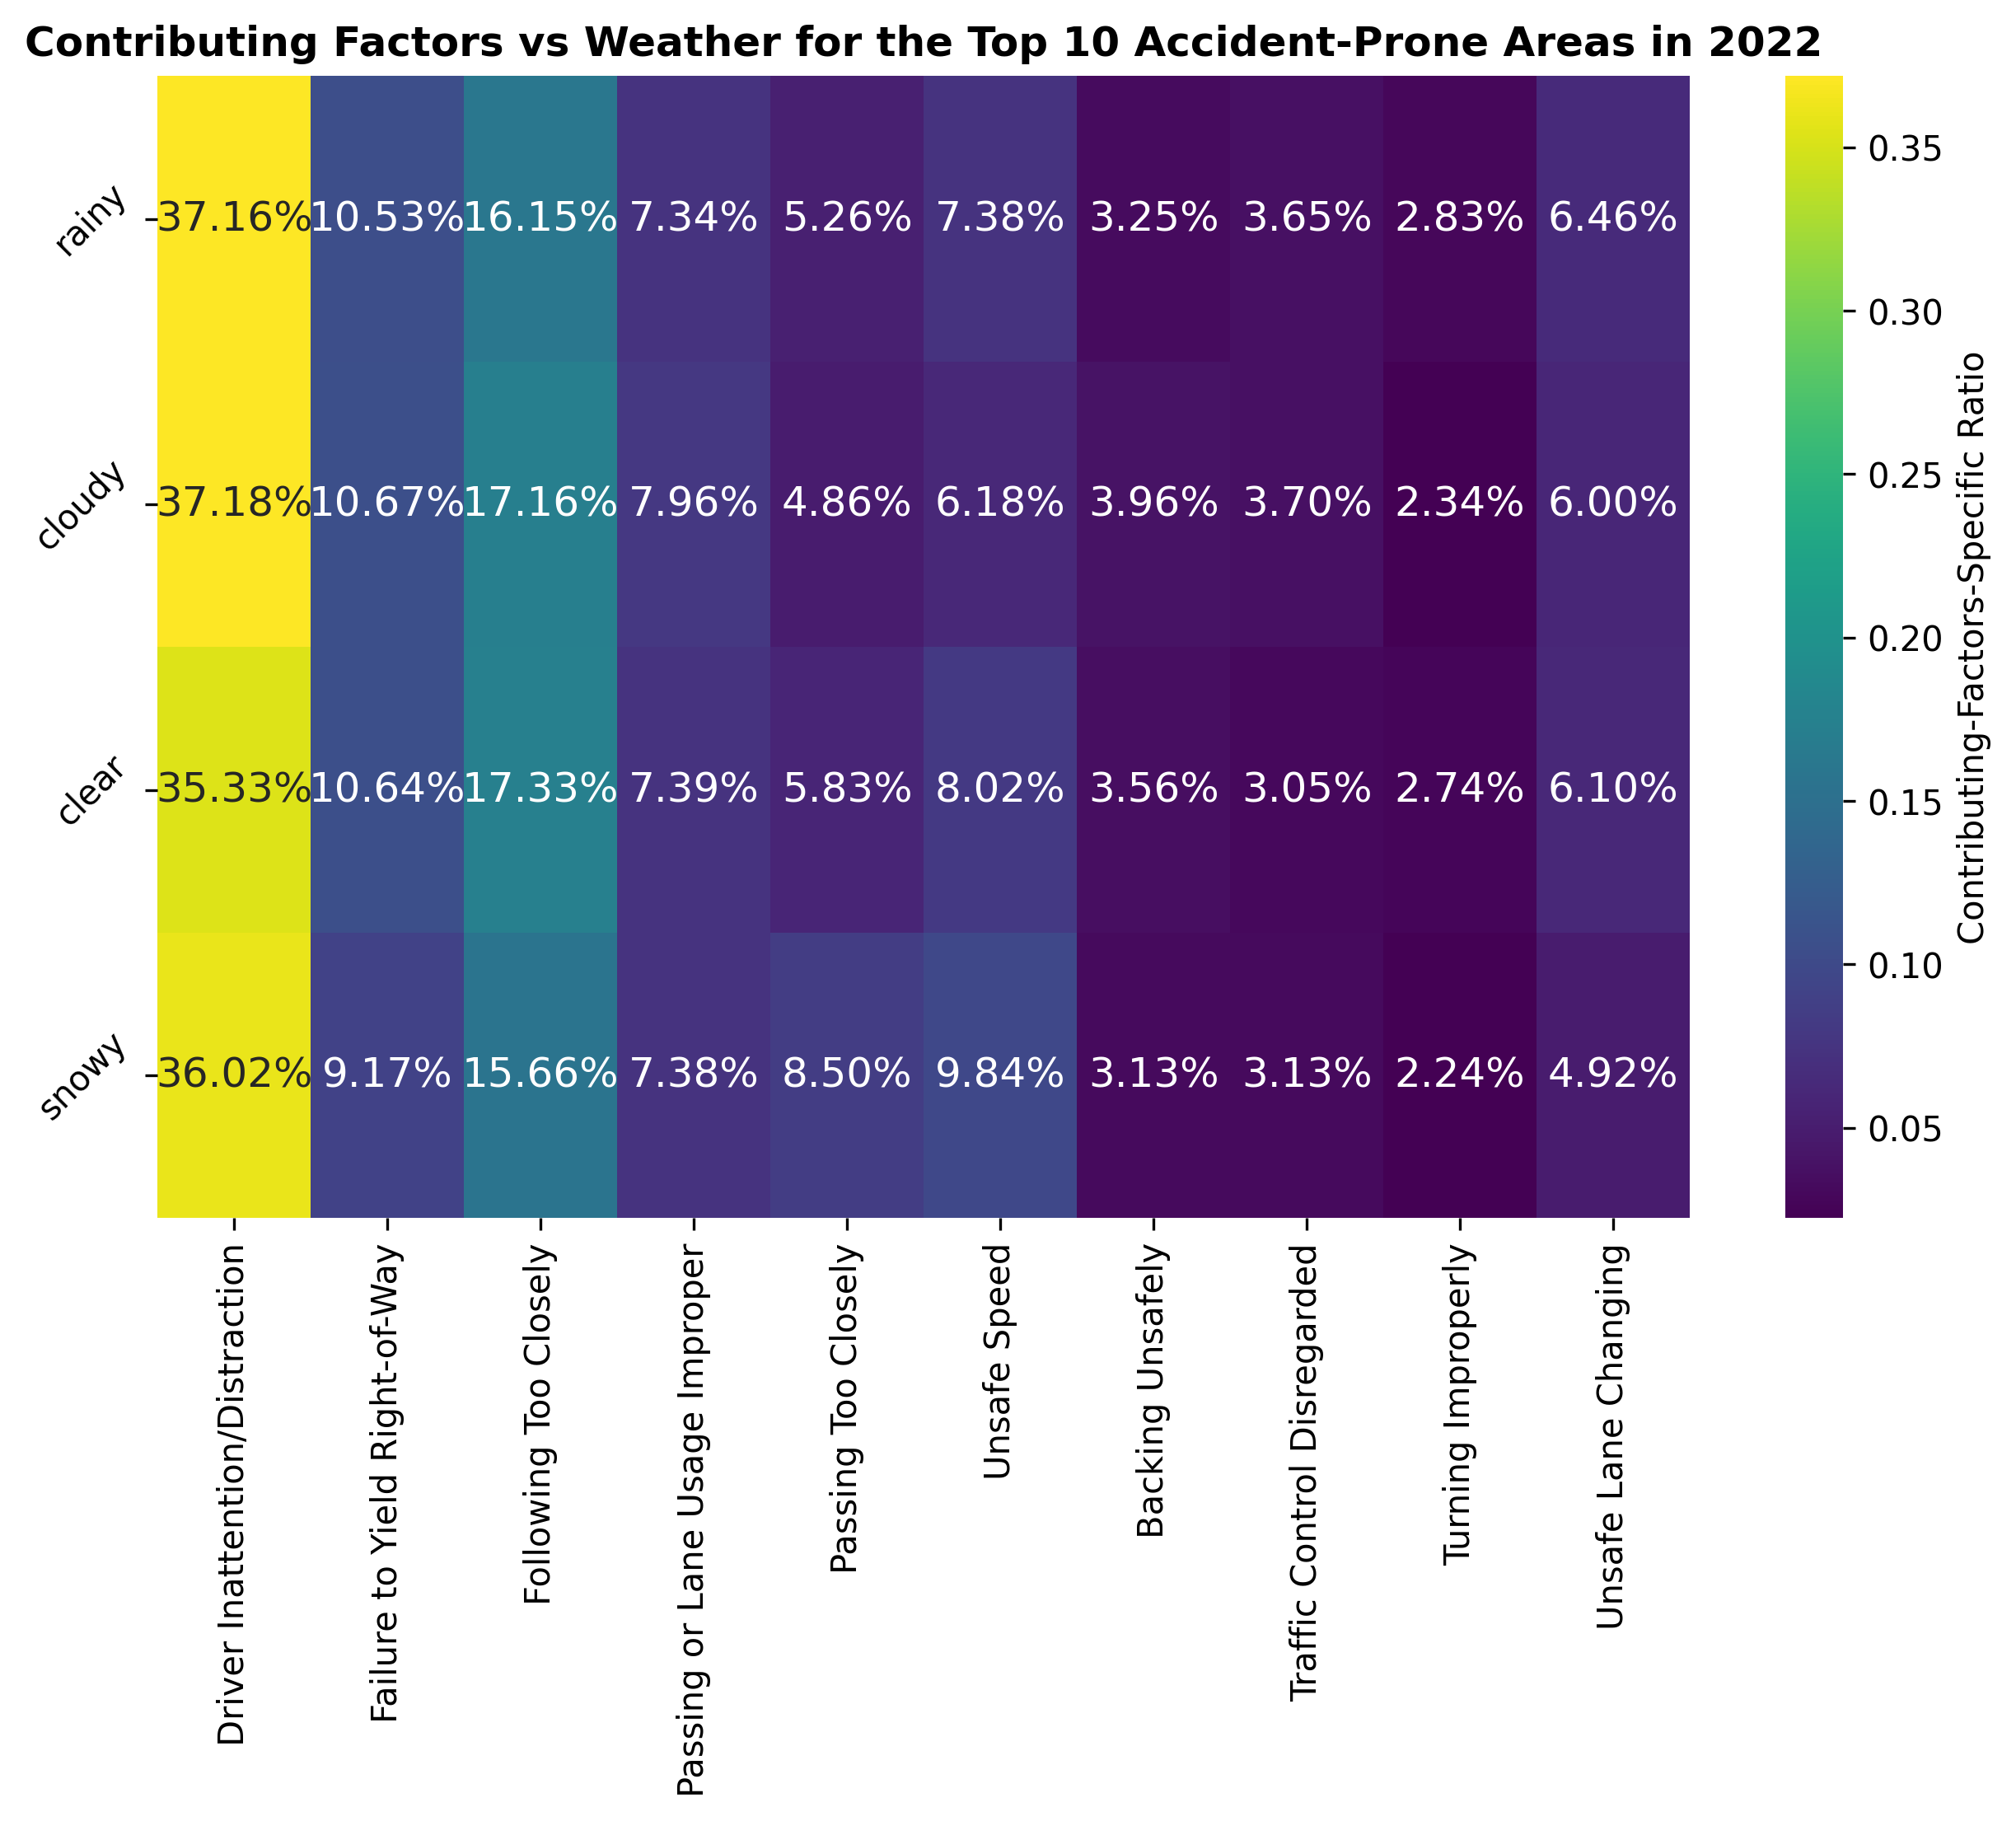 Contributing Factors vs Weather for the Top 10 Accident-Prone Areas in 2022
rainy 37.16% 10.53% 16.15% 7.34% 5.26% 7.38% 3.25% 3.65% 2.83% 6.46%
cloudy 37.18% 10.67% 17.16% 7.96% 4.86% 6.18% 3.96% 3.70% 2.34% 6.00%
clear 35.33% 10.64% 17.33% 7.39% 5.83% 8.02% 3.56% 3.05% 2.74% 6.10%
snowy 36.02% 9.17% 15.66% 7.38% 8.50% 9.84% 3.13% 3.13% 2.24% 4.92%
Driver Inattention/Distraction
Failure to Yield Right-of-Way
Following Too Closely
Passing or Lane Usage Improper
Passing Too Closely
Unsafe Speed
Backing Unsafely
Traffic Control Disregarded
Turning Improperly
Unsafe Lane Changing
0.35
0.30
0.25
0.20
0.15
0.10
0.05
Contributing-Factors-Specific Ratio